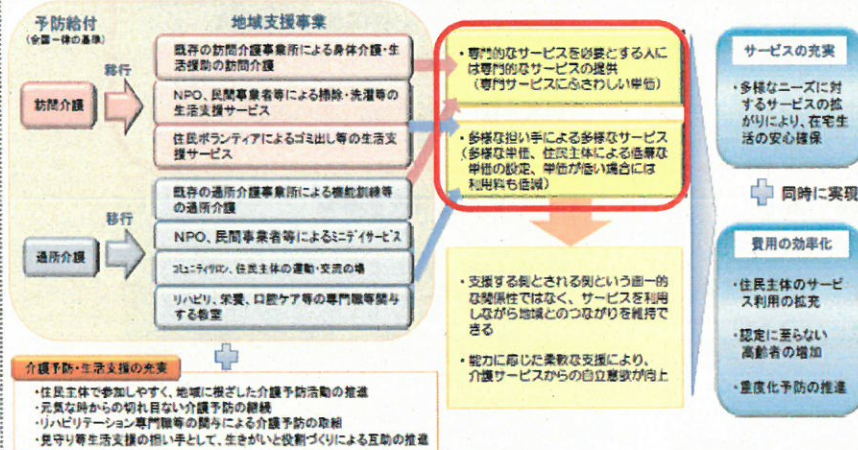 予防給付
(全国一律の基準)
地域支援事業
訪問介護
移行
既存の訪問介護事業所による身体介護・生
活援助の訪問介護
NPO、民間事業者等による掃除・洗濯等の
生活支援サービス
住民ボランティアによるゴミ出し等の生活支
援サービス
通所介護
移行
既存の通所介護事業所による機能訓練等
の通所介護
NPO、民間事業者等によるミニデイサービス
コミュニティサロン、住民主体の運動・交流の場
リハビリ、栄養、口腔ケア等の専門職等関与
する教室
介護予防・生活支援の充実
・住民主体で参加しやすく、地域に根ざした介護予防活動の推進
・元気な時からの切れ目ない介護予防の継続
・リハビリテーション専門職等の関与による介護予防の取組
・見守り等生活支援の担い手として、生きがいと役割づくりによる互助の推進
・専門的なサービスを必要とする人に
は専門的なサービスの提供
(専門サービスにふさわしい単価)
・多様な担い手による多様なサービス
(多様な単価、住民主体による低廉な
単価の設定、単価が低い場合には
利用料も低減)
・支援する側とされる側という画一的
な関係性ではなく、サービスを利用
しながら地域とのつながりを維持で
きる
・能力に応じた柔軟な支援により、
介護サービスからの自立意欲が向上
サービスの充実
・多様なニーズに対
するサービスの拡
がりにより、在宅生
活の安心確保
同時に実現
費用の効率化
・住民主体のサービ
ス利用の拡充
・認定に至らない
高齢者の増加
・重度化予防の推進